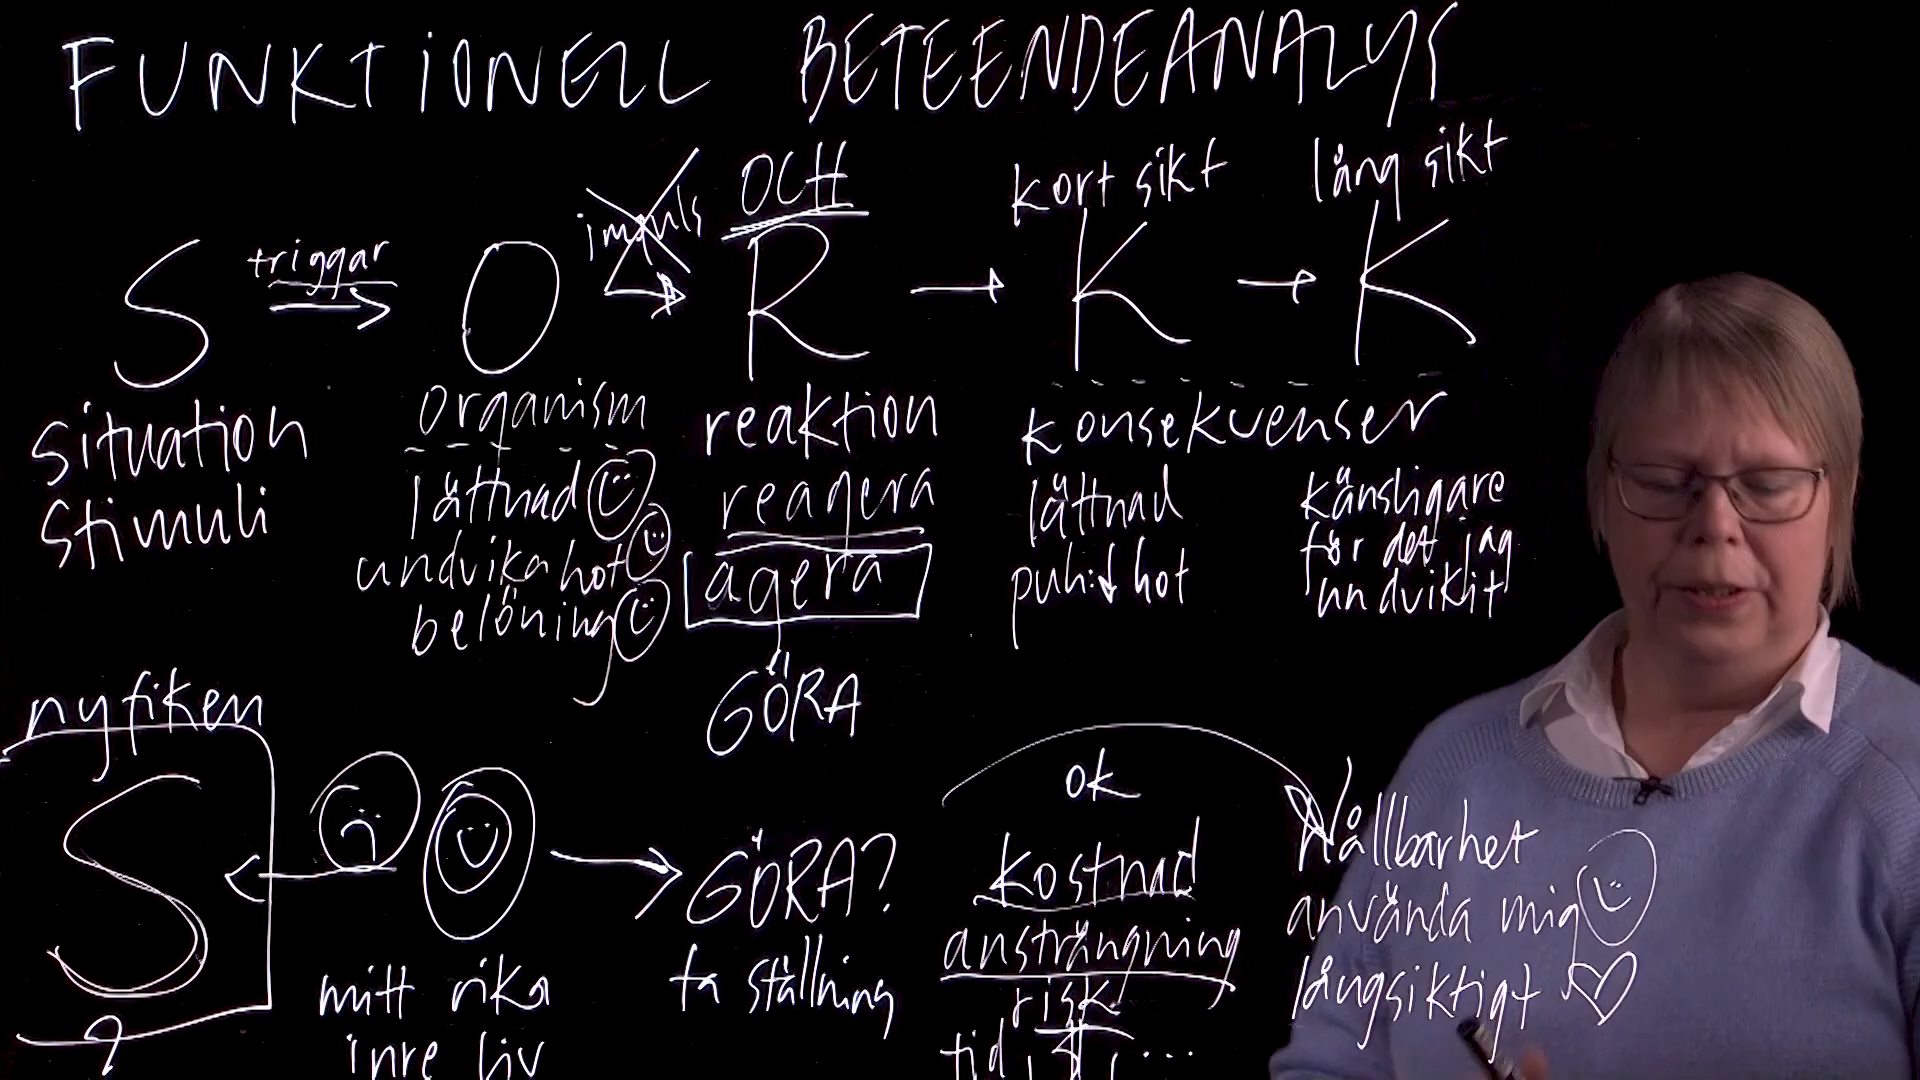 FUNKTIONELL BETEENDEANALYS
triggar
impuls
OCH
kort sikt
lång sikt
S O R K K
situation
stimuli
organism
lättnad
undvika hot
belöning
reaktion
reagera
agera
GÖRA
konsekvenser
lättnad
puh! hot
känsligare
för det jag
undvikit
nyfiken
S
?
mitt rika
inre liv
GÖRA?
ta ställning
ok
kostnad
ansträngning
risk
tid, ...
Hållbarhet
använda mig
långsiktigt